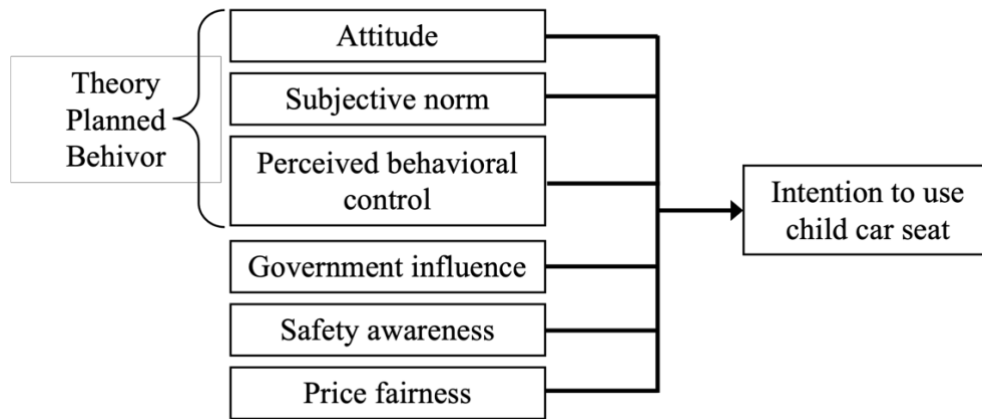 Attitude
Theory
Planned
Behivor
Subjective norm
Perceived behavioral
control
Government influence
Safety awareness
Price fairness
Intention to use
child car seat